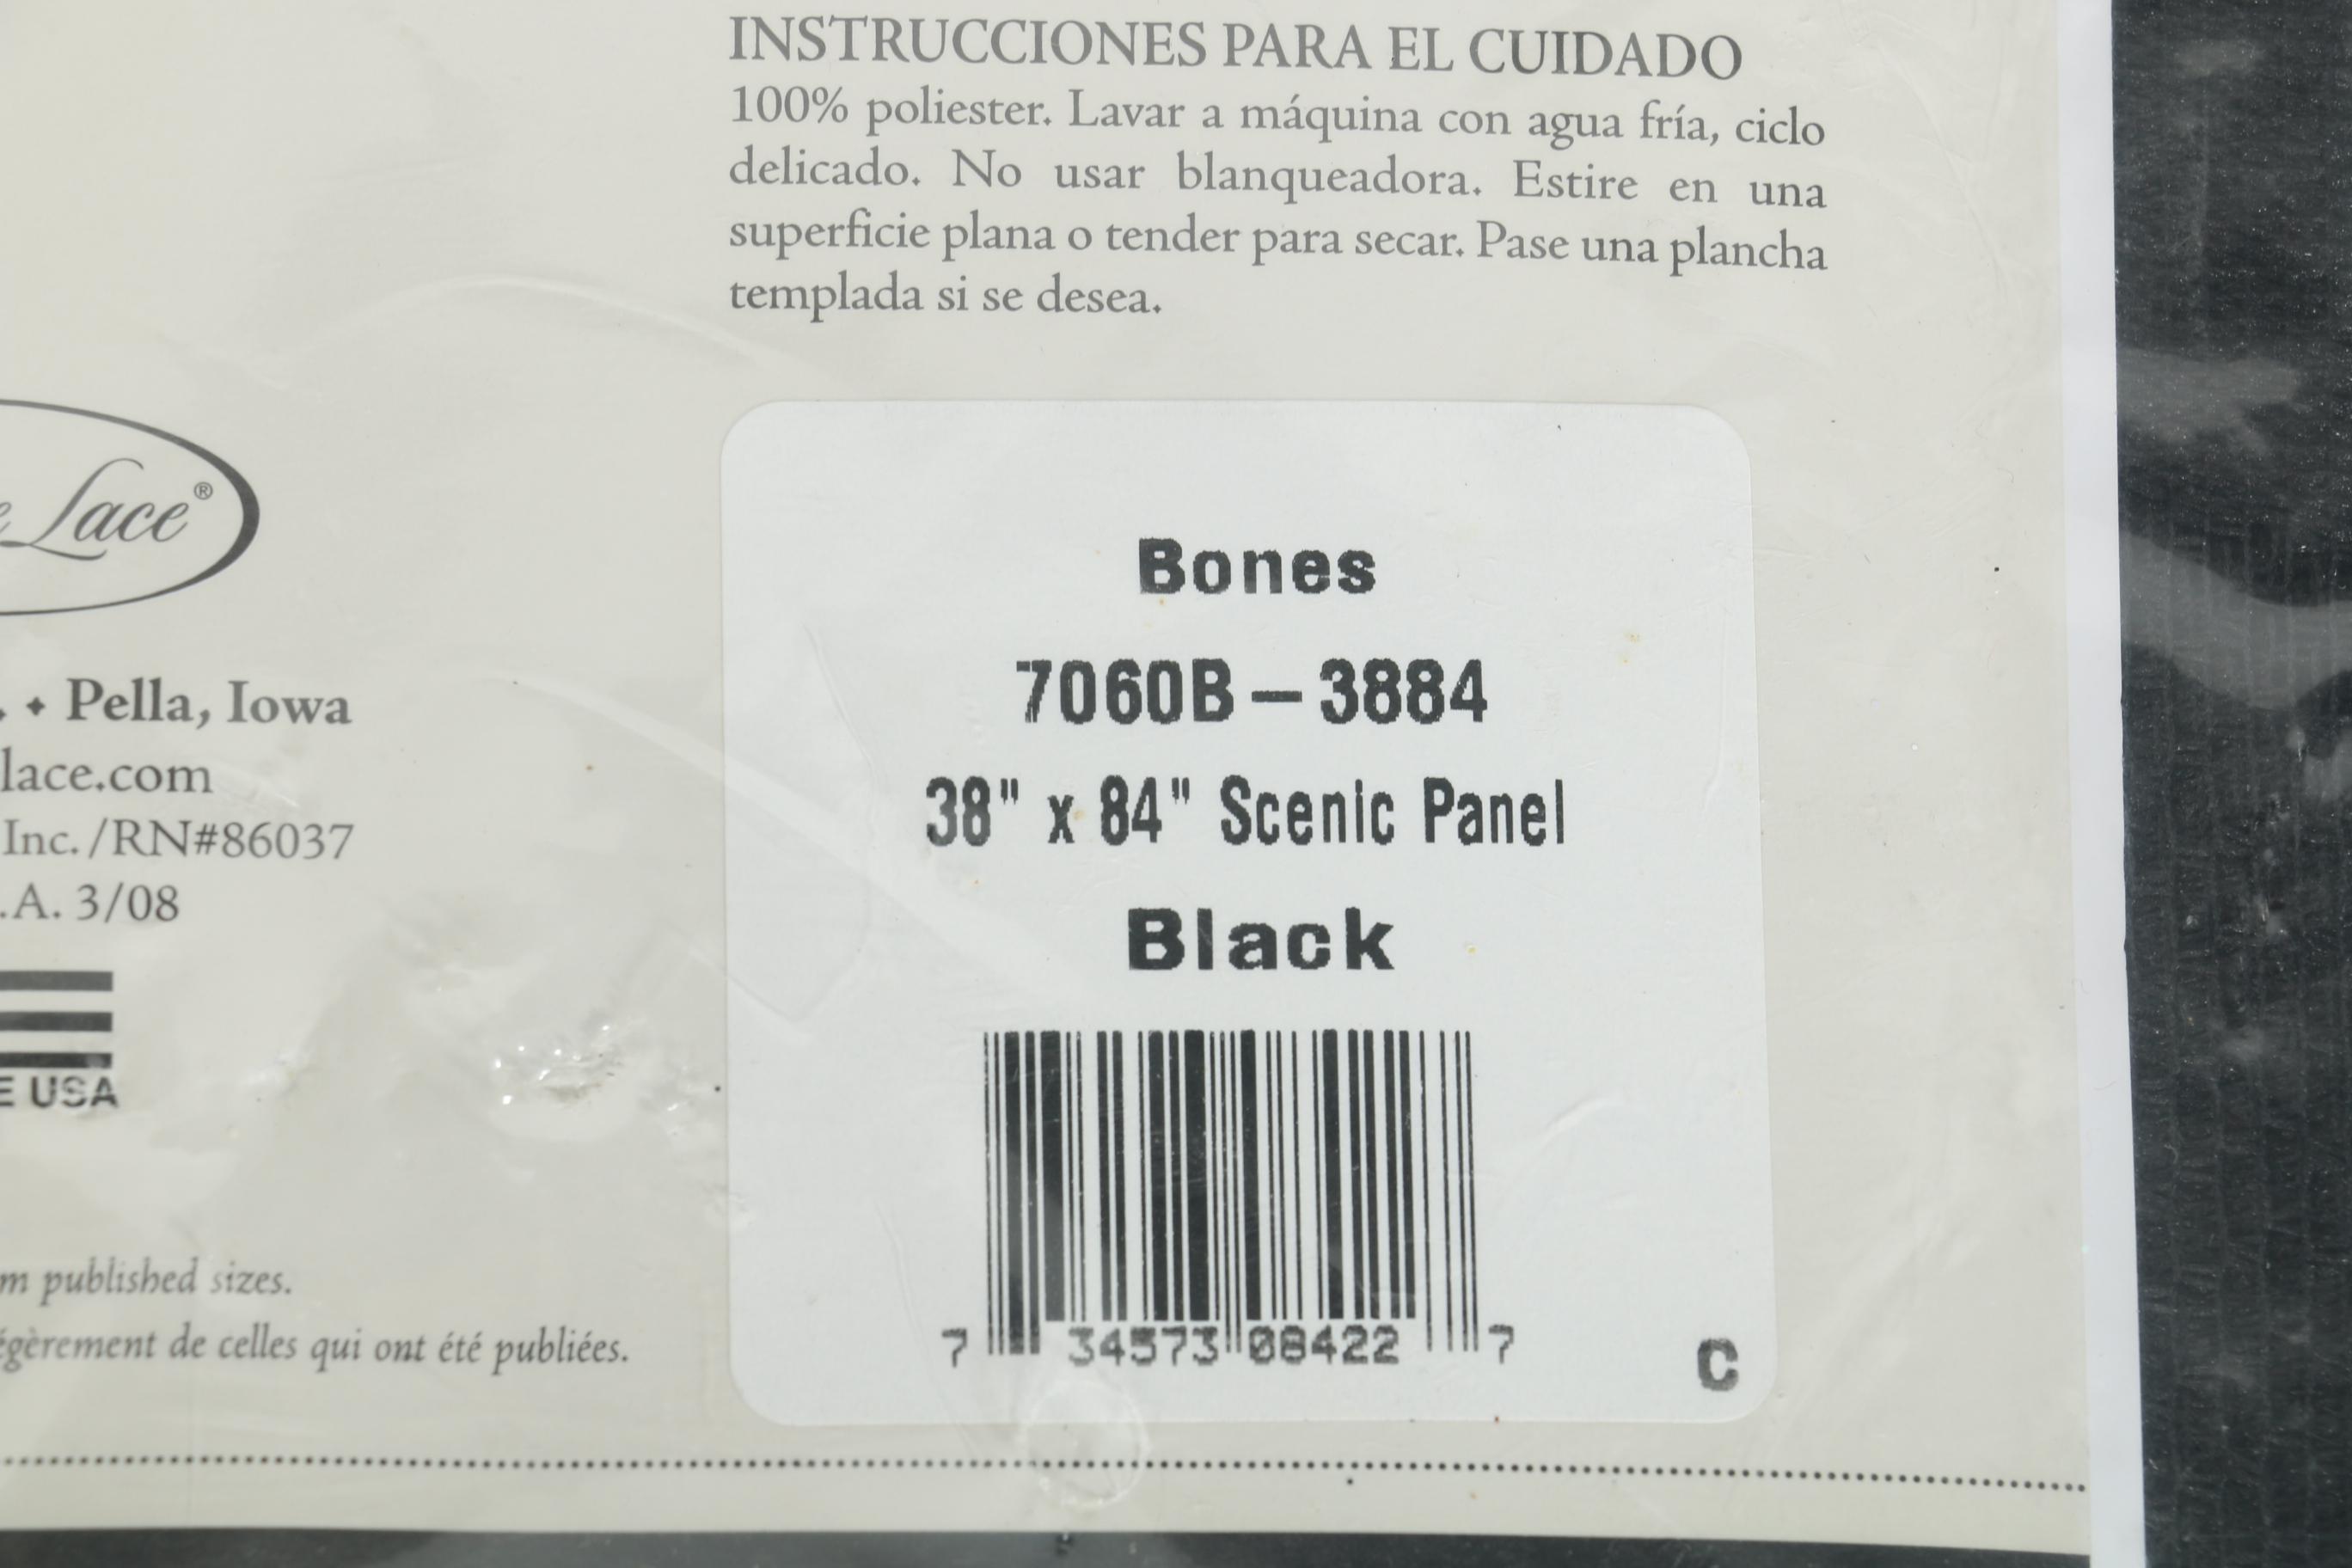 INSTRUCCIONES PARA EL CUIDADO
100% poliester. Lavar a máquina con agua fría, ciclo
delicado. No usar blanqueadora. Estire en una
superficie plana o tender para secar. Pase una plancha
templada si se desea.
Lace®
Pella, Iowa
lace.com
Inc./RN#86037
.A. 3/08
E USA
m published sizes.
égèrement de celles qui ont été publiées.
Bones
7060B-3884
38" x 84" Scenic Panel
Black
7 34573 08422 7
C